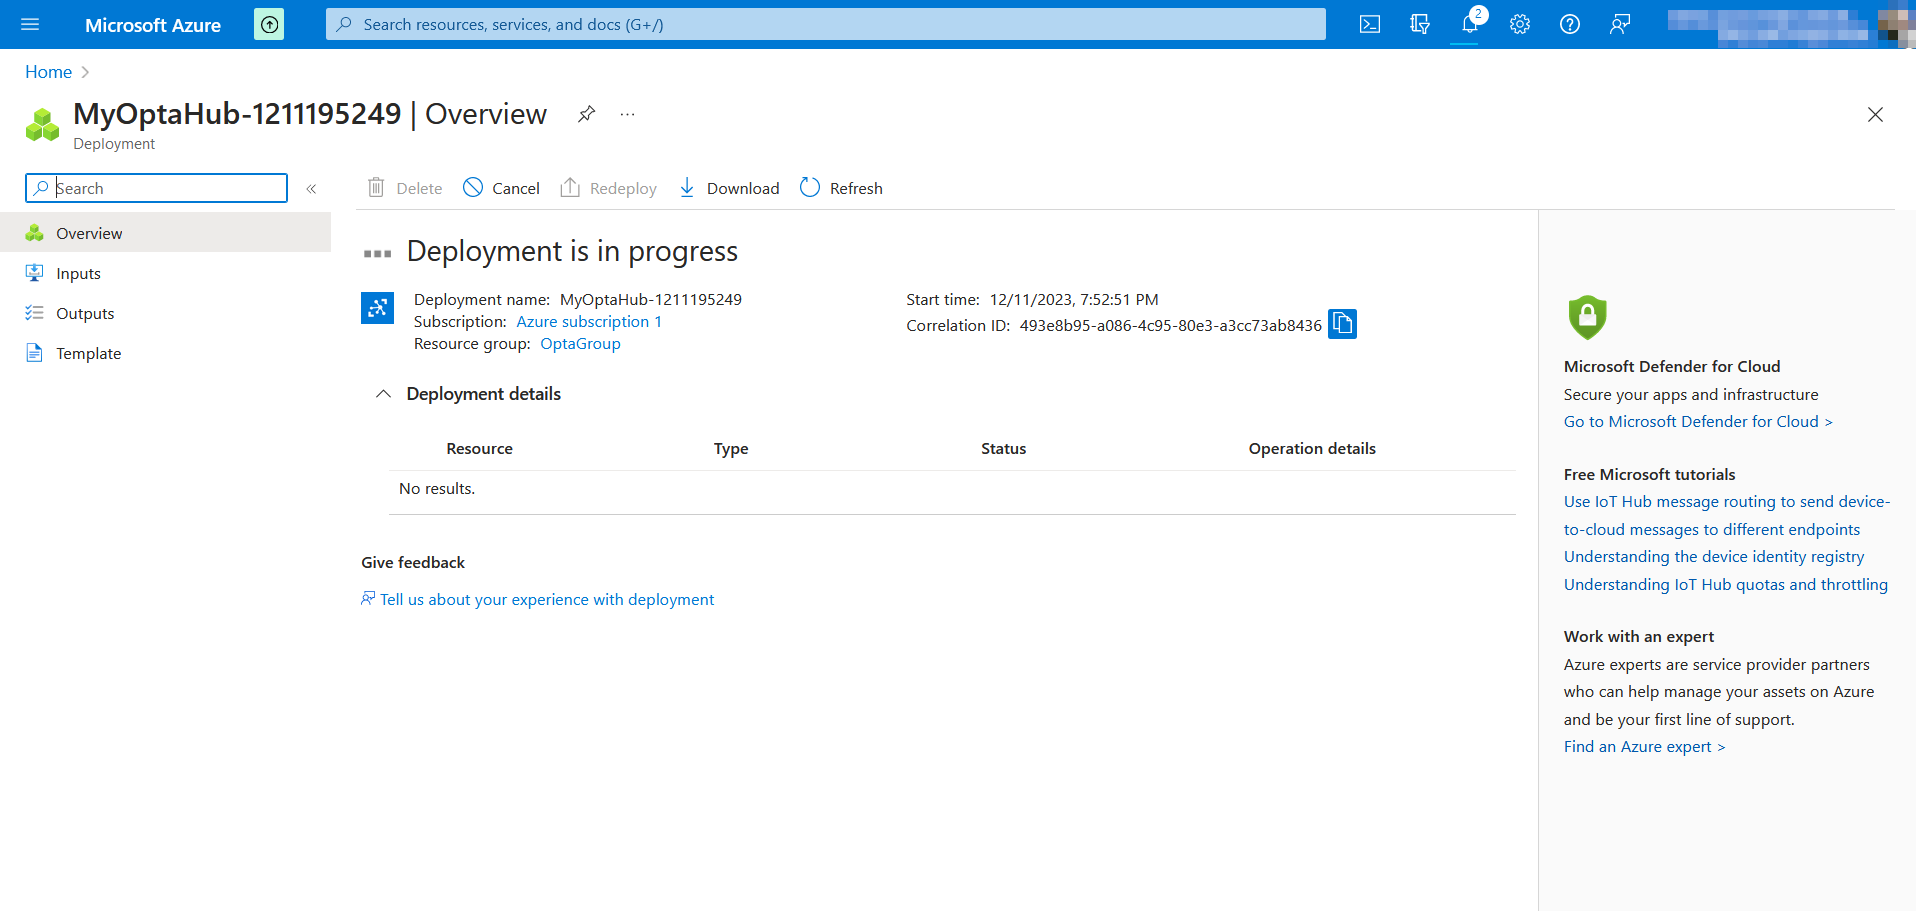 Microsoft Azure
Search resources, services, and docs (G+/)
2
Home
MyOptaHub-1211195249 | Overview
...
Deployment
Search
«
Delete
Cancel
Redeploy
Download
Refresh
Overview
Inputs
Outputs
Template
Deployment is in progress
Deployment name: MyOptaHub-1211195249
Subscription: Azure subscription 1
Resource group: OptaGroup
Start time: 12/11/2023, 7:52:51 PM
Correlation ID: 493e8b95-a086-4c95-80e3-a3cc73ab8436
Deployment details
Resource Type Status Operation details
No results.
Give feedback
Tell us about your experience with deployment
Microsoft Defender for Cloud
Secure your apps and infrastructure
Go to Microsoft Defender for Cloud >
Free Microsoft tutorials
Use IoT Hub message routing to send device-
to-cloud messages to different endpoints
Understanding the device identity registry
Understanding IoT Hub quotas and throttling
Work with an expert
Azure experts are service provider partners
who can help manage your assets on Azure
and be your first line of support.
Find an Azure expert >